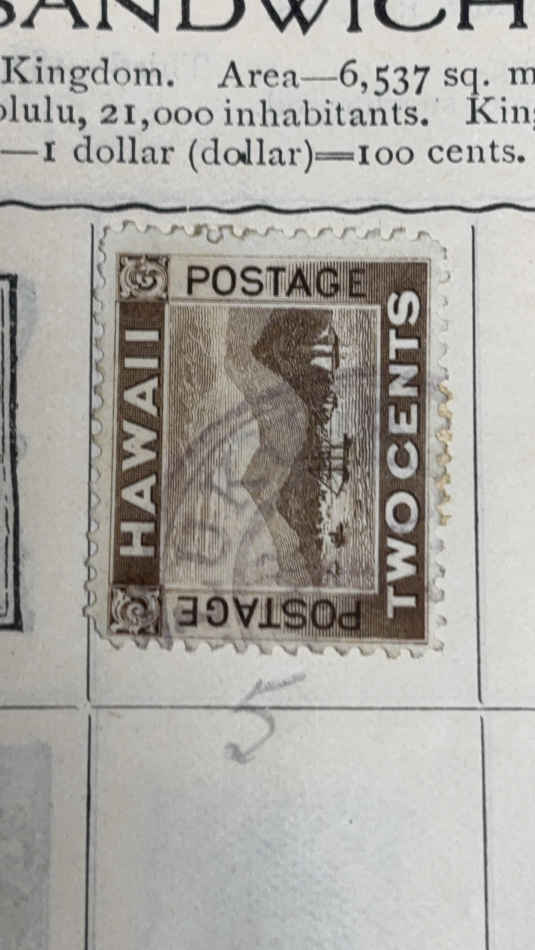 SANDWICH
Kingdom. Area—6,537 sq. m
olulu, 21,000 inhabitants. King
—1 dollar (dollar)=100 cents.
POSTAGE
HAWAII
TWO CENTS
POSTAGE
5